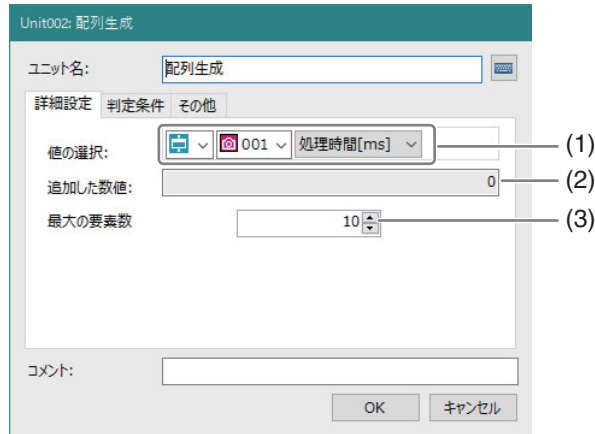 Unit002: 配列生成
ユニット名: 配列生成
詳細設定 判定条件 その他
値の選択: 001 処理時間[ms] (1)
追加した数値: 0 (2)
最大の要素数 10 (3)
コメント:
OK キャンセル